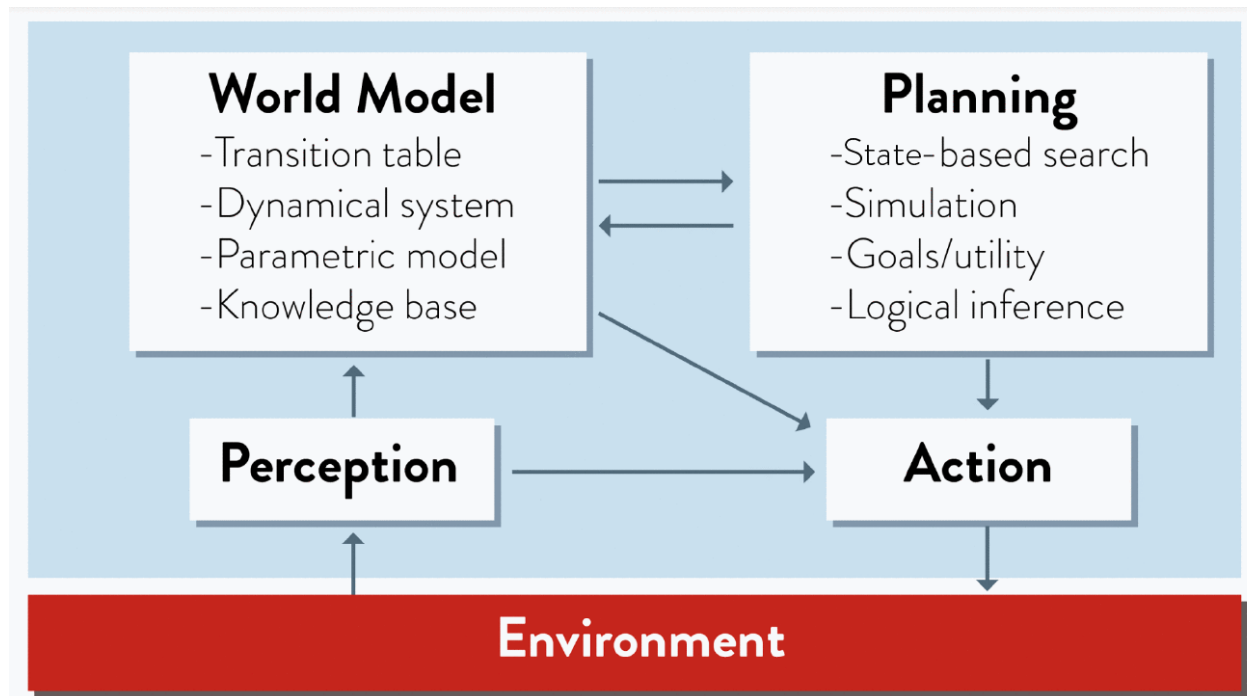 World Model
-Transition table
-Dynamical system
-Parametric model
-Knowledge base
Planning
-State-based search
-Simulation
-Goals/utility
-Logical inference
Perception
Action
Environment